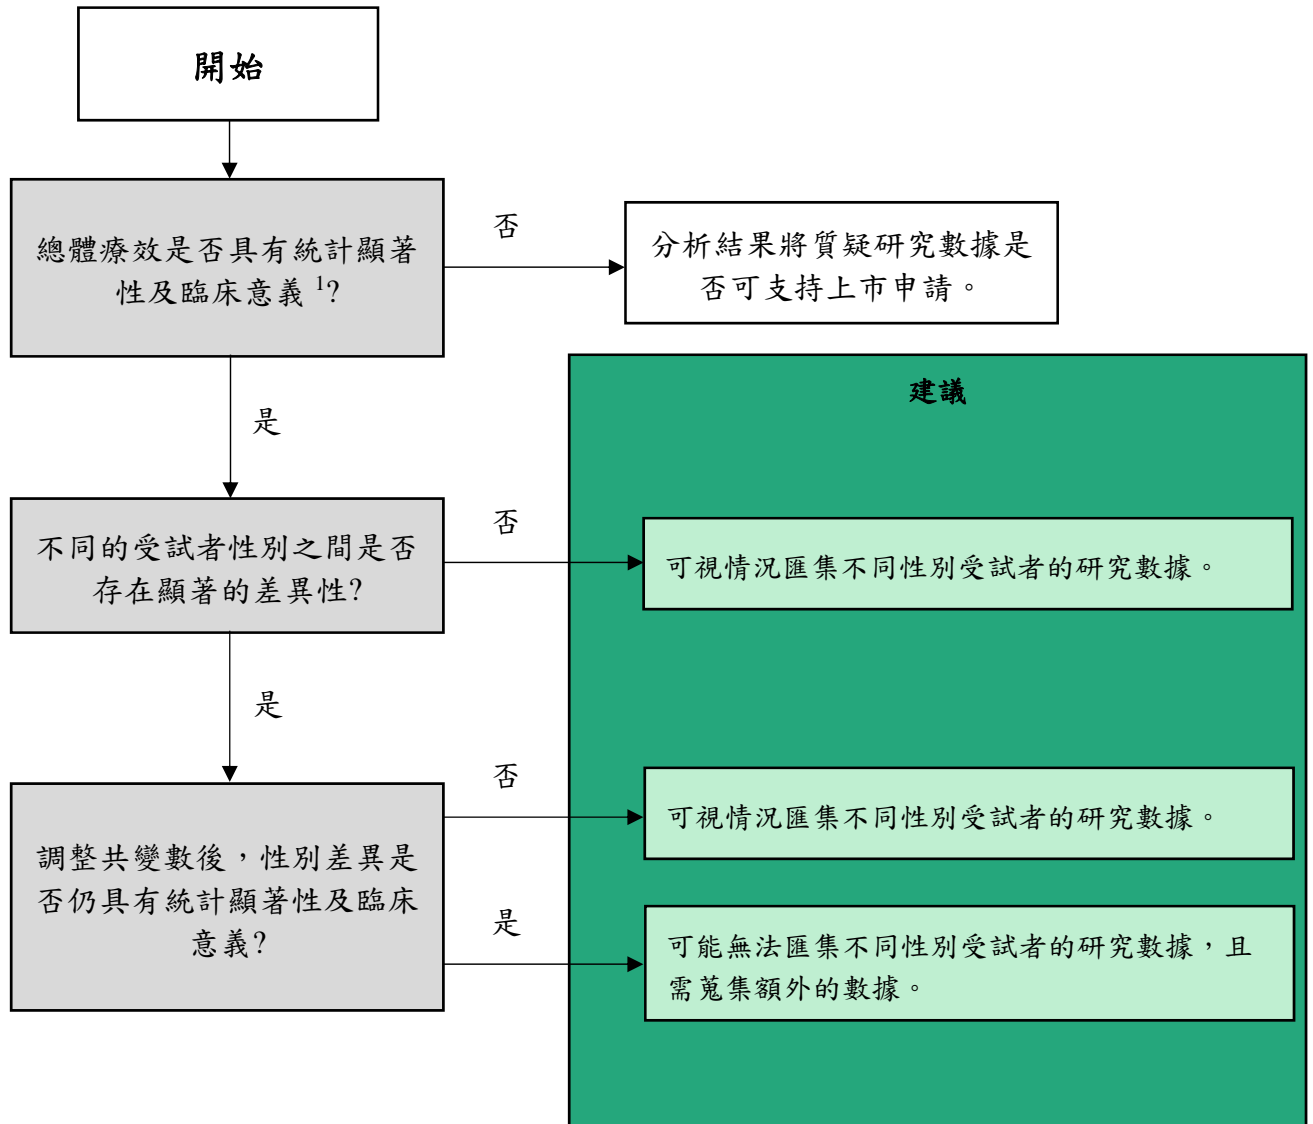 開始
總體療效是否具有統計顯著
性及臨床意義 1?
否
分析結果將質疑研究數據是
否可支持上市申請。
是
建議
不同的受試者性別之間是否
存在顯著的差異性?
否
可視情況匯集不同性別受試者的研究數據。
是
調整共變數後，性別差異是
否仍具有統計顯著性及臨床
意義?
否
可視情況匯集不同性別受試者的研究數據。
是
可能無法匯集不同性別受試者的研究數據，且
需蒐集額外的數據。